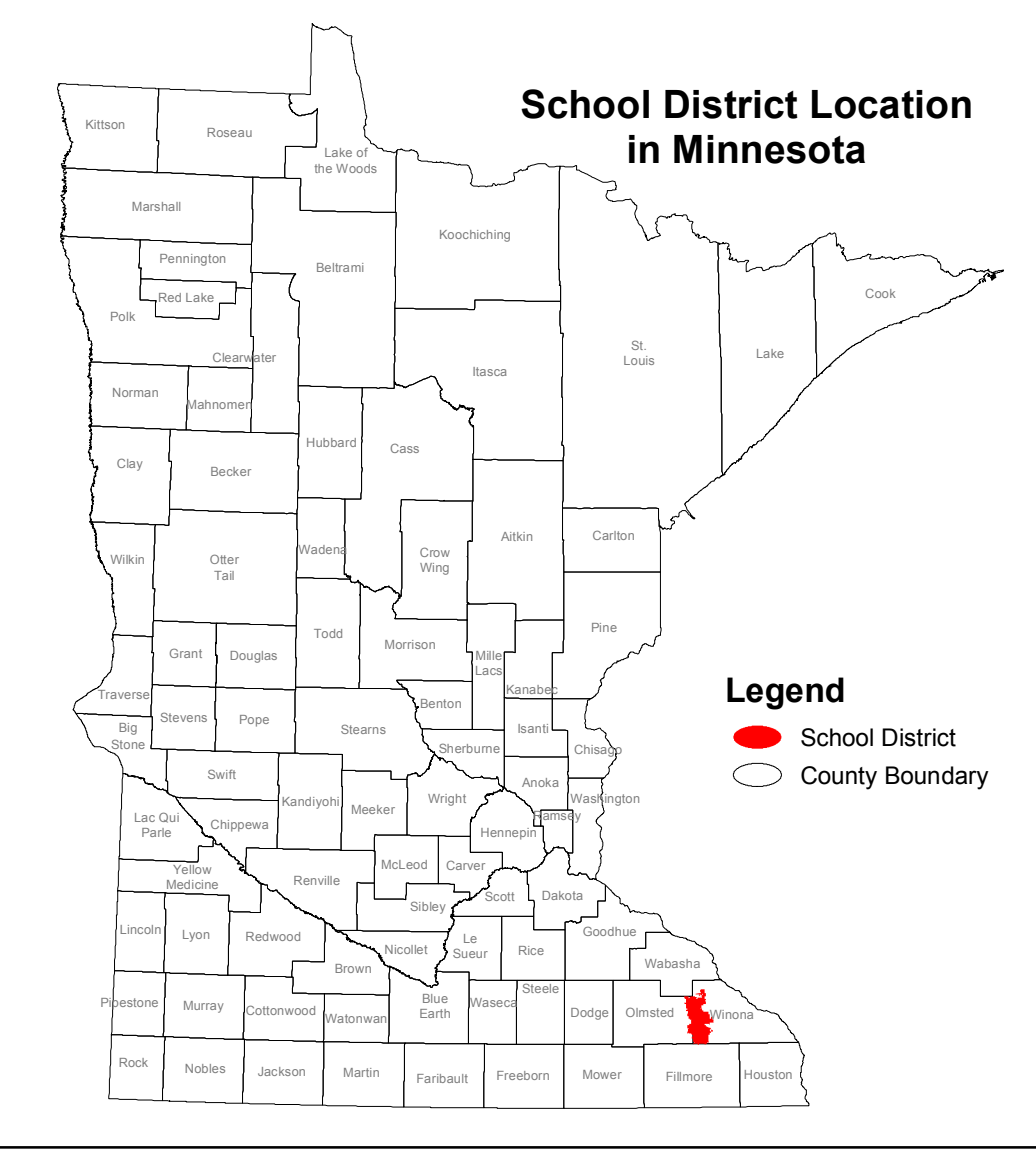 School District Location
in Minnesota
Kittson
Roseau
Lake of
the Woods
Marshall
Koochiching
Pennington
Beltrami
Red Lake
Cook
Polk
St.
Louis
Lake
Clearwater
Itasca
Norman
Mahnomen
Hubbard
Cass
Clay
Becker
Aitkin
Carlton
Wadena
Crow
Wing
Wilkin
Otter
Tail
Pine
Todd
Morrison
Grant
Douglas
Mille
Lacs
Kanabec
Traverse
Benton
Legend
Stevens
Pope
Stearns
Isanti
Big
Stone
School District
Sherburne
Chisago
Swift
County Boundary
Anoka
Kandiyohi
Wright
Washington
Meeker
Ramsey
Lac Qui
Parle
Chippewa
Hennepin
McLeod
Carver
Yellow
Medicine
Renville
Scott
Dakota
Sibley
Lincoln
Lyon
Redwood
Goodhue
Nicollet
Le
Sueur
Rice
Wabasha
Brown
Steele
Pipestone
Murray
Cottonwood
Watonwan
Blue
Earth
Waseca
Dodge
Olmsted
Winona
Rock
Nobles
Jackson
Martin
Faribault
Freeborn
Mower
Fillmore
Houston